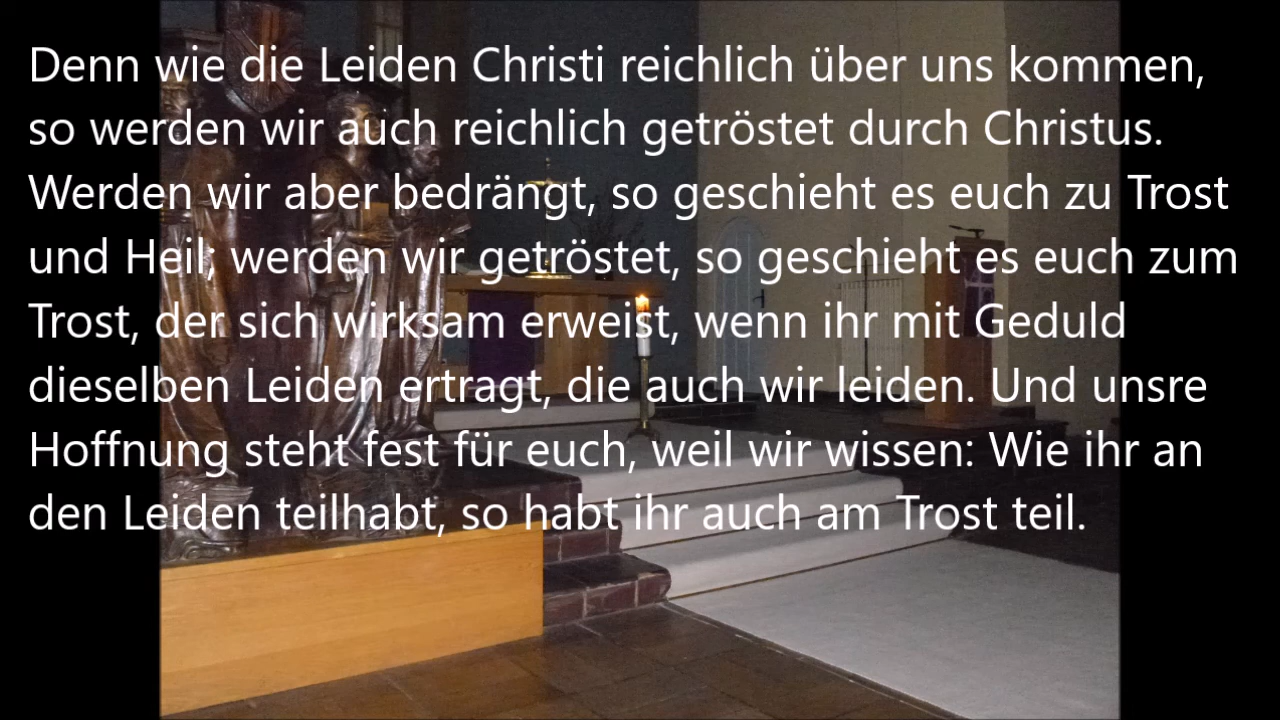 Denn wie die Leiden Christi reichlich über uns kommen,
so werden wir auch reichlich getröstet durch Christus.
Werden wir aber bedrängt, so geschieht es euch zu Trost
und Heil; werden wir getröstet, so geschieht es euch zum
Trost, der sich wirksam erweist, wenn ihr mit Geduld
dieselben Leiden ertragt, die auch wir leiden. Und unsre
Hoffnung steht fest für euch, weil wir wissen: Wie ihr an
den Leiden teilhabt, so habt ihr auch am Trost teil.